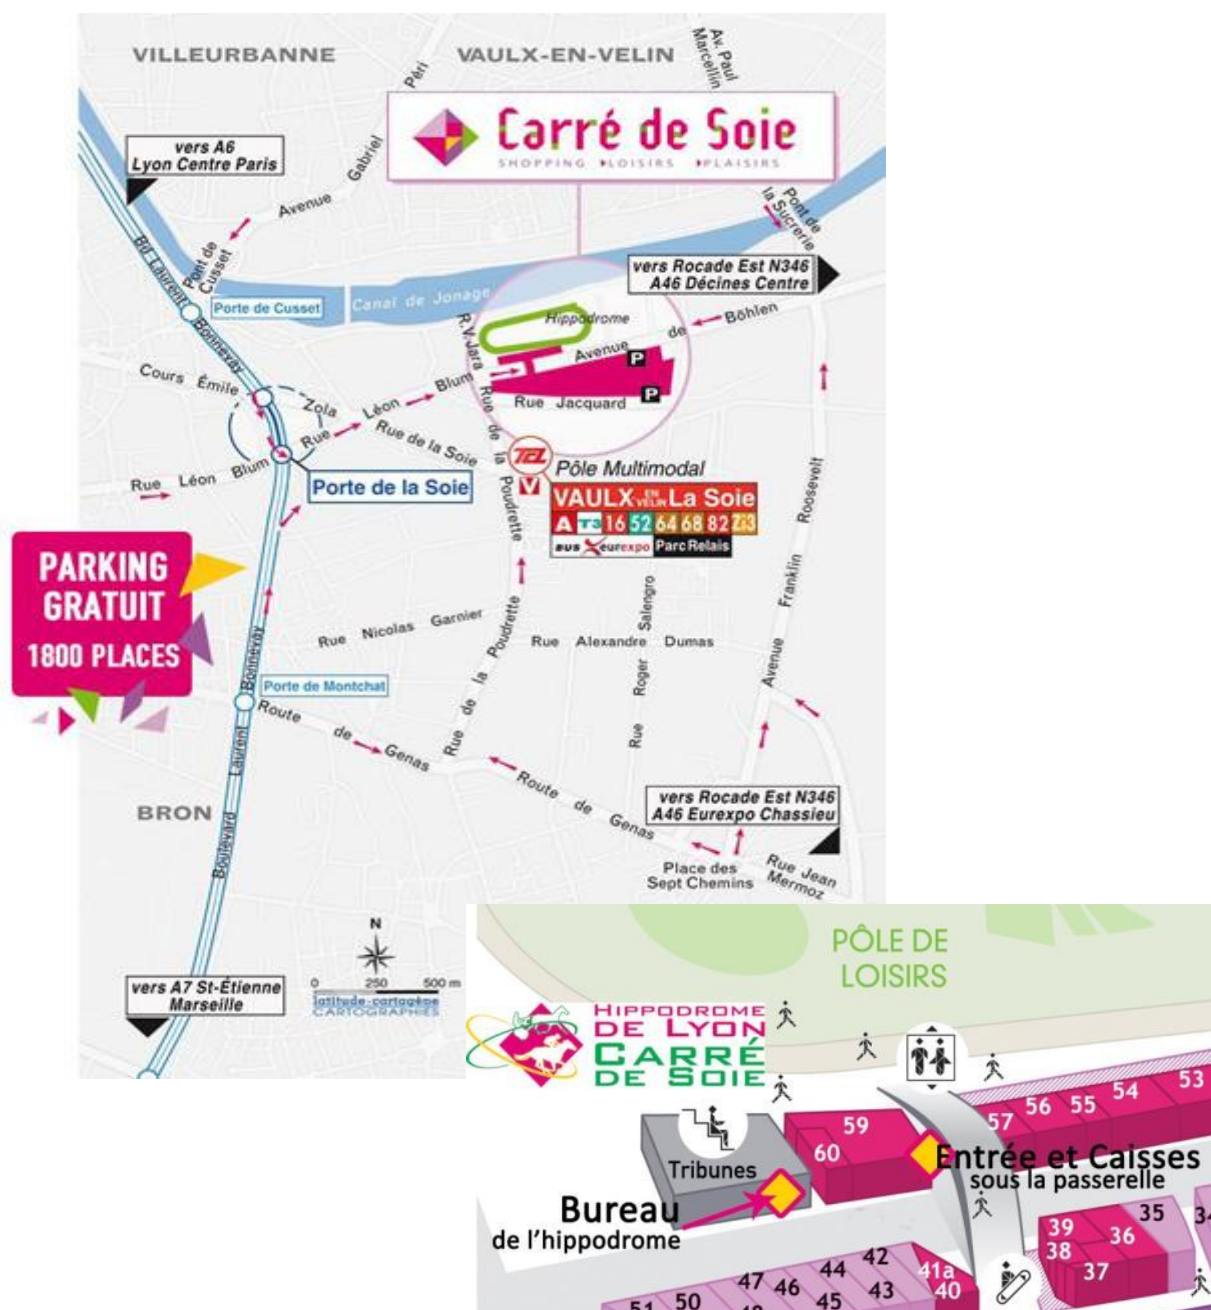 VILLEURBANNE
VAULX-EN-VELIN
Av. Paul
Marcellin
Péri
Gabriel
Avenue
Carré de Soie
SHOPPING LOISIRS PLAISIRS
vers A6
Lyon Centre Paris
Pont de
la Sucrerie
Pont de
Cusset
Bd Laurent
Bonnevay
Porte de Cusset
Canal de Jonage
vers Rocade Est N346
A46 Décines Centre
Hippodrome
Avenue de Böhlen
R.V.Jara
P
P
Rue Jacquard
Cours Émile Zola
Rue Léon Blum
Rue Léon Blum
Rue de la Soie
Rue de la Poudrette
Porte de la Soie
TCL
V
Pôle Multimodal
VAULX EN VELIN La Soie
A T3 16 52 64 68 82 Zi3
BUS eurexpo Parc Relais
PARKING
GRATUIT
1800 PLACES
Rue Nicolas Garnier
Rue Alexandre Dumas
Rue Roger Salengro
Avenue Franklin Roosevelt
Rue de la Poudrette
Porte de Montchat
Route de Genas
Route de Genas
Boulevard Laurent Bonnevay
BRON
vers Rocade Est N346
A46 Eurexpo Chassieu
Place des
Sept Chemins
Rue Jean
Mermoz
N
0 250 500 m
latitude-cartagène
CARTOGRAPHIES
vers A7 St-Étienne
Marseille
PÔLE DE
LOISIRS
HIPPODROME
DE LYON
CARRÉ
DE SOIE
53
54
55
56
57
59
60
Tribunes
Entrée et Caisses
sous la passerelle
Bureau
de l'hippodrome
35
34
39
36
38
37
42
41a
44
43
40
47
46
45
50
51